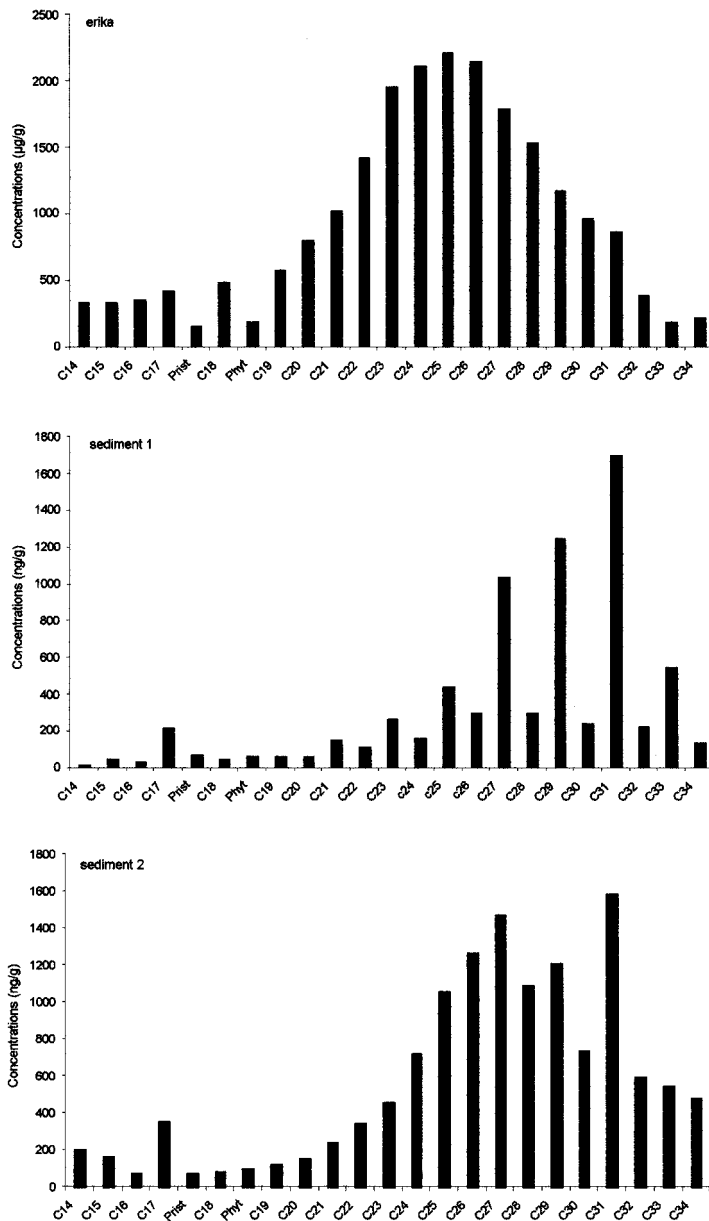 erika
Concentrations (µg/g)
2500
2000
1500
1000
500
0
C14 C15 C16 C17 Prist C18 Phyt C19 C20 C21 C22 C23 C24 C25 C26 C27 C28 C29 C30 C31 C32 C33 C34
sediment 1
Concentrations (ng/g)
1800
1600
1400
1200
1000
800
600
400
200
0
C14 C15 C16 C17 Prist C18 Phyt C19 C20 C21 C22 C23 c24 c25 c26 C27 C28 C29 C30 C31 C32 C33 C34
sediment 2
Concentrations (ng/g)
1800
1600
1400
1200
1000
800
600
400
200
0
C14 C15 C16 C17 Prist C18 Phyt C19 C20 C21 C22 C23 C24 C25 C26 C27 C28 C29 C30 C31 C32 C33 C34